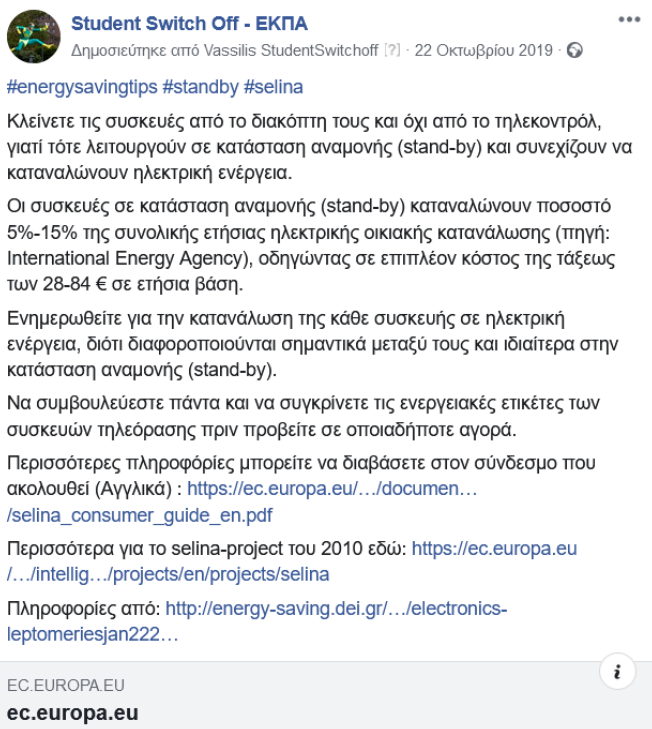 Student Switch Off - ΕΚΠΑ
Δημοσιεύτηκε από Vassilis StudentSwitchoff [?] · 22 Οκτωβρίου 2019 ·
#energysavingtips #standby #selina
Κλείνετε τις συσκευές από το διακόπτη τους και όχι από το τηλεκοντρόλ,
γιατί τότε λειτουργούν σε κατάσταση αναμονής (stand-by) και συνεχίζουν να
καταναλώνουν ηλεκτρική ενέργεια.
Οι συσκευές σε κατάσταση αναμονής (stand-by) καταναλώνουν ποσοστό
5%-15% της συνολικής ετήσιας ηλεκτρικής οικιακής κατανάλωσης (πηγή:
International Energy Agency), οδηγώντας σε επιπλέον κόστος της τάξεως
των 28-84 € σε ετήσια βάση.
Ενημερωθείτε για την κατανάλωση της κάθε συσκευής σε ηλεκτρική
ενέργεια, διότι διαφοροποιούνται σημαντικά μεταξύ τους και ιδιαίτερα στην
κατάσταση αναμονής (stand-by).
Να συμβουλεύεστε πάντα και να συγκρίνετε τις ενεργειακές ετικέτες των
συσκευών τηλεόρασης πριν προβείτε σε οποιαδήποτε αγορά.
Περισσότερες πληροφόρίες μπορείτε να διαβάσετε στον σύνδεσμο που
ακολουθεί (Αγγλικά) : https://ec.europa.eu/…/documen…
/selina_consumer_guide_en.pdf
Περισσότερα για το selina-project του 2010 εδώ: https://ec.europa.eu
/…/intellig…/projects/en/projects/selina
Πληροφορίες από: http://energy-saving.dei.gr/…/electronics-
leptomeriesjan222…
EC.EUROPA.EU
ec.europa.eu